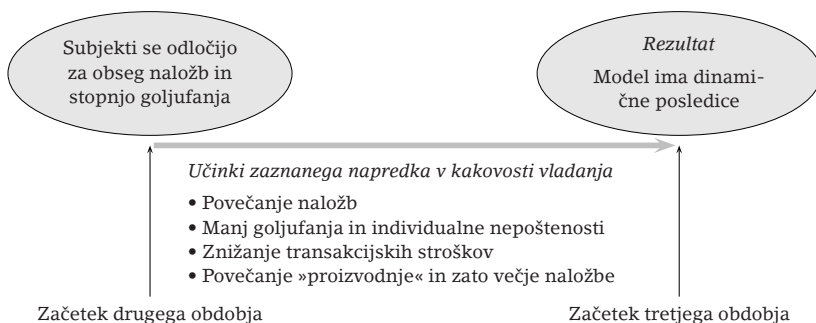 Subjekti se odločijo
za obseg naložb in
stopnjo goljufanja
Rezultat
Model ima dinami-
čne posledice
Učinki zaznanega napredka v kakovosti vladanja
• Povečanje naložb
• Manj goljufanja in individualne nepoštenosti
• Znižanje transakcijskih stroškov
• Povečanje »proizvodnje« in zato večje naložbe
Začetek drugega obdobja
Začetek tretjega obdobja